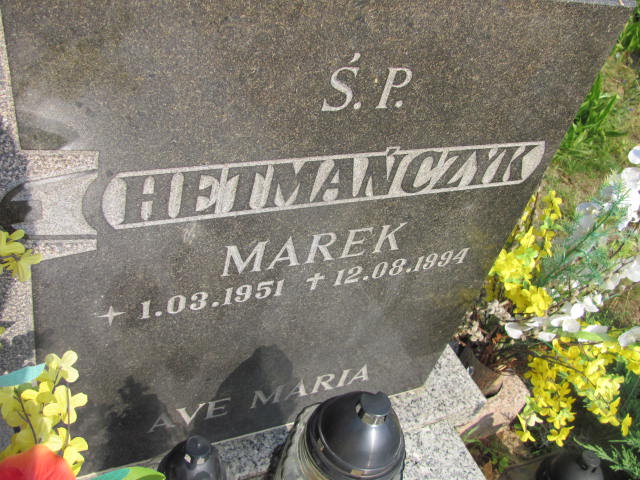 Ś. P.
HETMAŃCZYK
MAREK
1.03.1951 † 12.08.1994
AVE MARIA